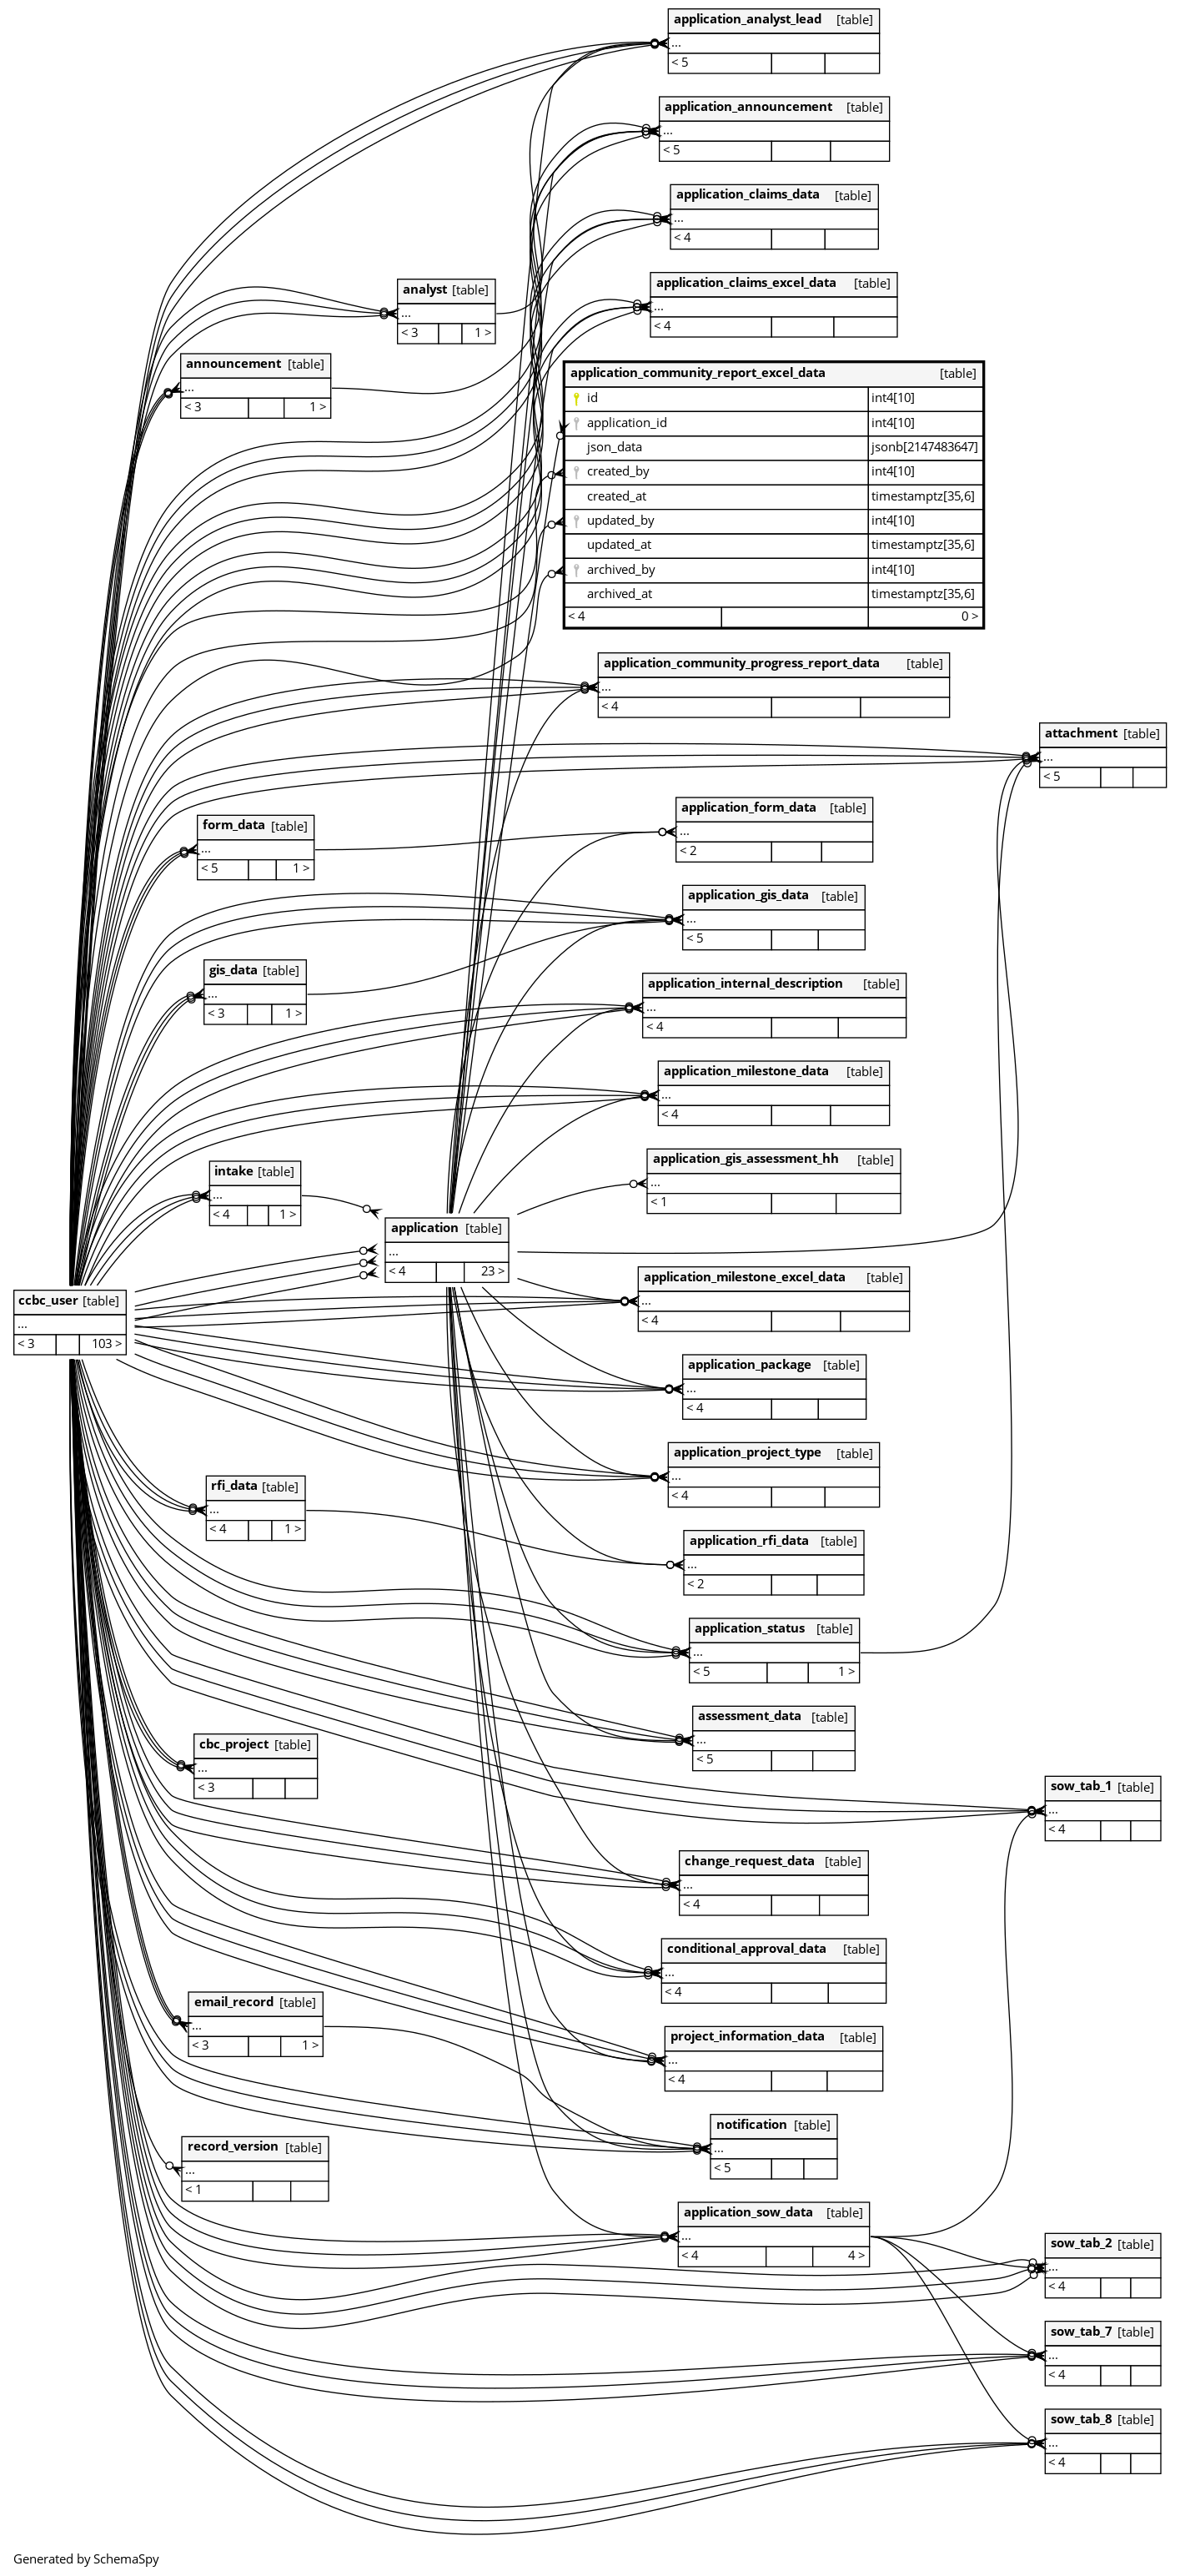 application_analyst_lead [table]
...
< 5
application_announcement [table]
...
< 5
application_claims_data [table]
...
< 4
application_claims_excel_data [table]
...
< 4
analyst [table]
...
< 3 1 >
announcement [table]
...
< 3 1 >
application_community_report_excel_data [table]
id int4[10]
application_id int4[10]
json_data jsonb[2147483647]
created_by int4[10]
created_at timestamptz[35,6]
updated_by int4[10]
updated_at timestamptz[35,6]
archived_by int4[10]
archived_at timestamptz[35,6]
< 4 0 >
application_community_progress_report_data [table]
...
< 4
attachment [table]
...
< 5
application_form_data [table]
...
< 2
form_data [table]
...
< 5 1 >
application_gis_data [table]
...
< 5
gis_data [table]
...
< 3 1 >
application_internal_description [table]
...
< 4
application_milestone_data [table]
...
< 4
application_gis_assessment_hh [table]
...
< 1
intake [table]
...
< 4 1 >
application [table]
...
< 4 23 >
application_milestone_excel_data [table]
...
< 4
ccbc_user [table]
...
< 3 103 >
application_package [table]
...
< 4
application_project_type [table]
...
< 4
rfi_data [table]
...
< 4 1 >
application_rfi_data [table]
...
< 2
application_status [table]
...
< 5 1 >
assessment_data [table]
...
< 5
cbc_project [table]
...
< 3
sow_tab_1 [table]
...
< 4
change_request_data [table]
...
< 4
conditional_approval_data [table]
...
< 4
email_record [table]
...
< 3 1 >
project_information_data [table]
...
< 4
notification [table]
...
< 5
record_version [table]
...
< 1
application_sow_data [table]
...
< 4 4 >
sow_tab_2 [table]
...
< 4
sow_tab_7 [table]
...
< 4
sow_tab_8 [table]
...
< 4
Generated by SchemaSpy